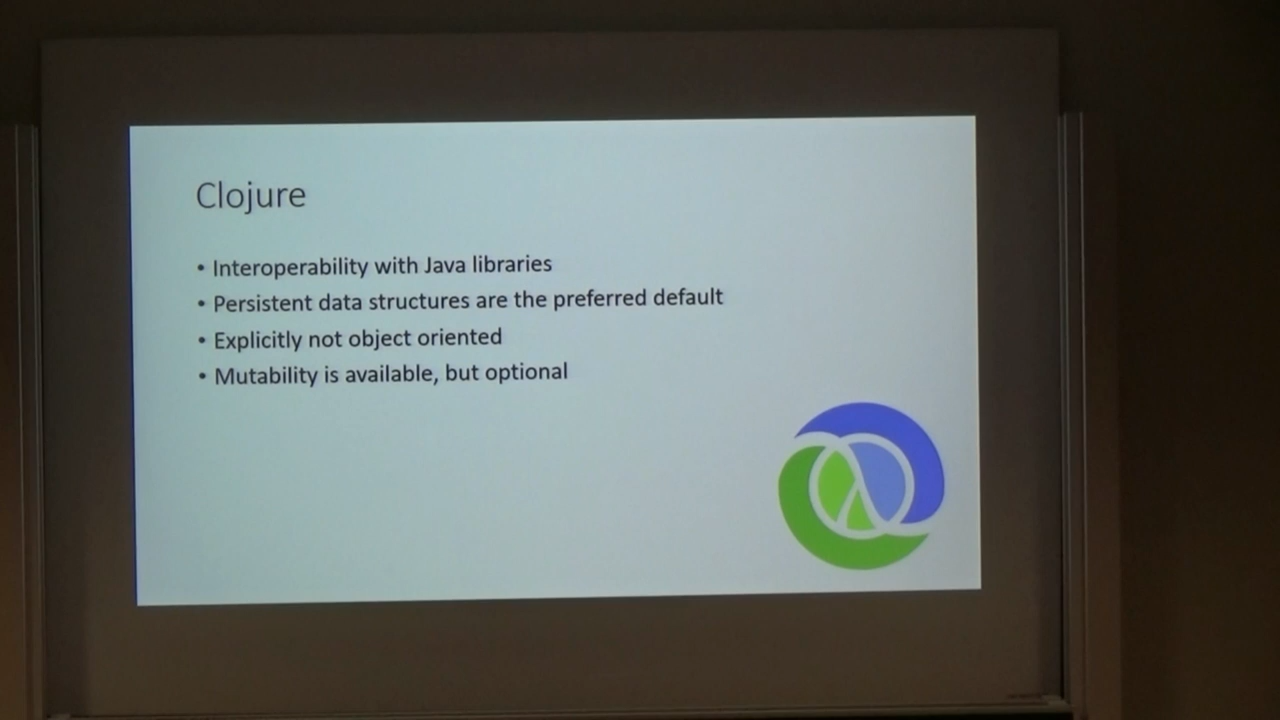 Clojure
• Interoperability with Java libraries
• Persistent data structures are the preferred default
• Explicitly not object oriented
• Mutability is available, but optional